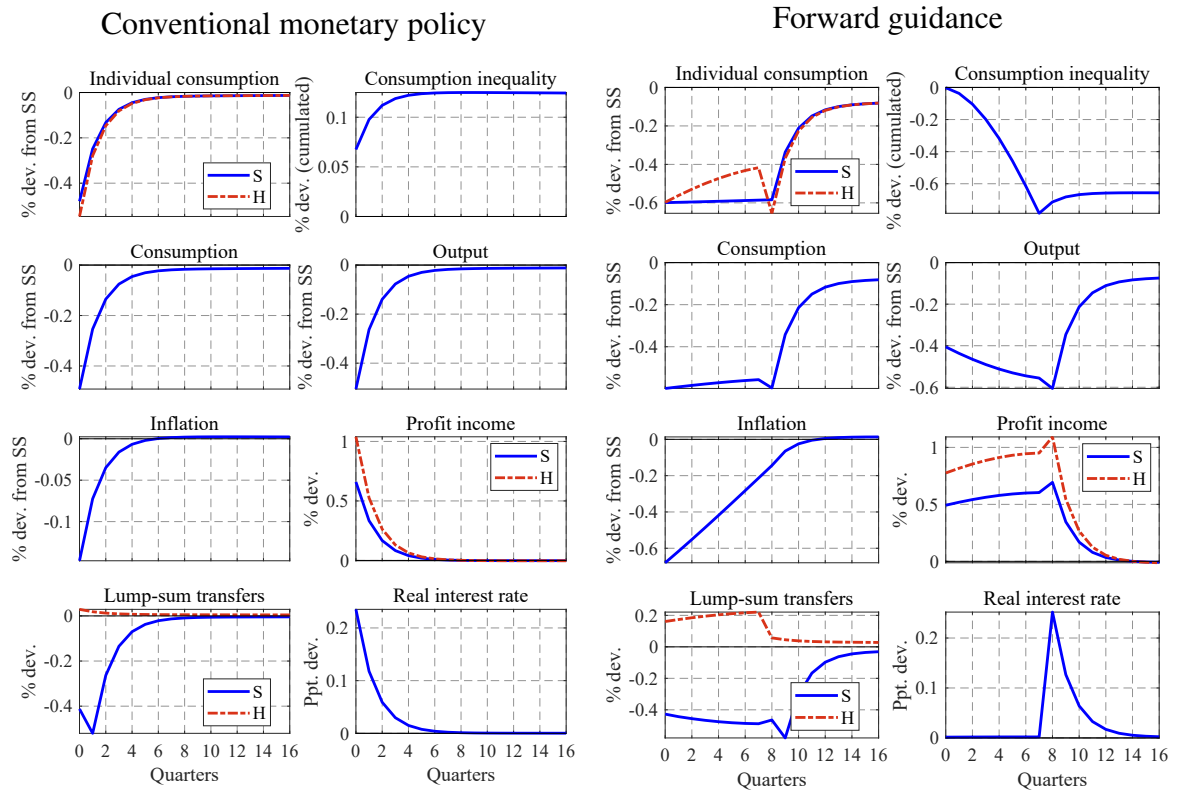 Conventional monetary policy
Forward guidance
Individual consumption
% dev. from SS
0
-0.2
-0.4
S
H
Consumption inequality
% dev. (cumulated)
0.1
0.05
0
Individual consumption
% dev. from SS
0
-0.2
-0.4
-0.6
S
H
Consumption inequality
% dev. (cumulated)
0
-0.2
-0.4
-0.6
Consumption
% dev. from SS
0
-0.2
-0.4
Output
% dev. from SS
0
-0.2
-0.4
Consumption
% dev. from SS
0
-0.2
-0.4
-0.6
Output
% dev. from SS
0
-0.2
-0.4
-0.6
Inflation
% dev. from SS
0
-0.05
-0.1
Profit income
% dev.
1
0.5
0
S
H
Inflation
% dev. from SS
0
-0.2
-0.4
-0.6
Profit income
% dev.
1
0.5
0
S
H
Lump-sum transfers
% dev.
0
-0.2
-0.4
S
H
0 2 4 6 8 10 12 14 16
Quarters
Real interest rate
Ppt. dev.
0.2
0.1
0
0 2 4 6 8 10 12 14 16
Quarters
Lump-sum transfers
% dev.
0.2
0
-0.2
-0.4
S
H
0 2 4 6 8 10 12 14 16
Quarters
Real interest rate
Ppt. dev.
0.2
0.1
0
0 2 4 6 8 10 12 14 16
Quarters